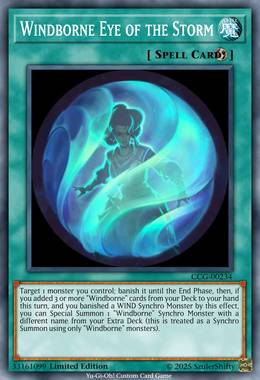 Windborne Eye of the Storm
[ Spell Card ]
CCG-00234
Target 1 monster you control; banish it until the End Phase, then, if
you added 3 or more "Windborne" cards from your Deck to your hand
this turn, and you banished a WIND Synchro Monster by this effect,
you can Special Summon 1 "Windborne" Synchro Monster with a
different name from your Extra Deck (this is treated as a Synchro
Summon using only "Windborne" monsters).
33161099 Limited Edition © 2025 SzulerShifty
Yu-Gi-Oh! Custom Card Game